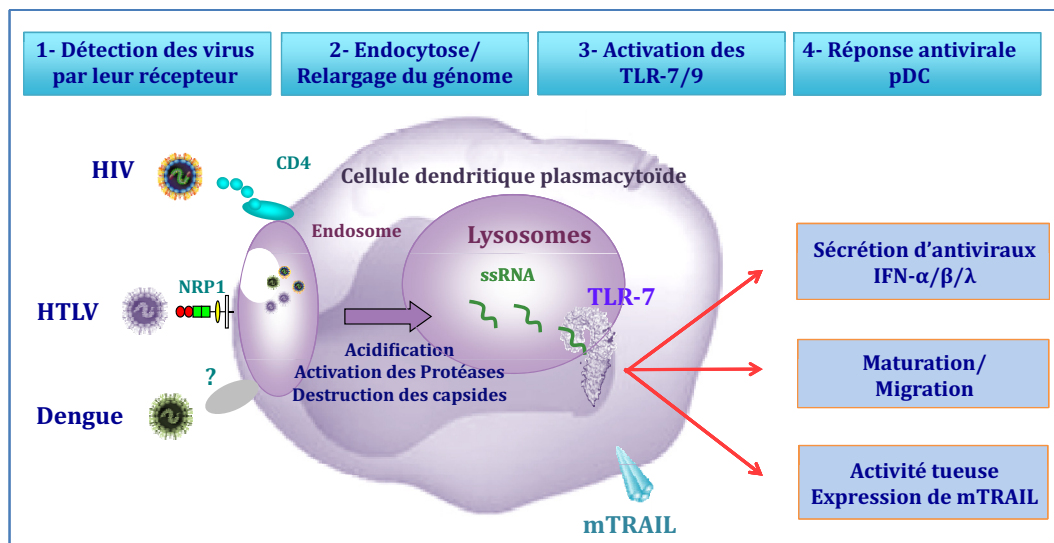 1- Détection des virus
par leur récepteur
2- Endocytose/
Relargage du génome
3- Activation des
TLR-7/9
4- Réponse antivirale
pDC
HIV
CD4
Cellule dendritique plasmacytoïde
Endosome
Lysosomes
ssRNA
NRP1
TLR-7
HTLV
Acidification
Activation des Protéases
Destruction des capsides
?
Dengue
mTRAIL
Sécrétion d’antiviraux
IFN-α/β/λ
Maturation/
Migration
Activité tueuse
Expression de mTRAIL